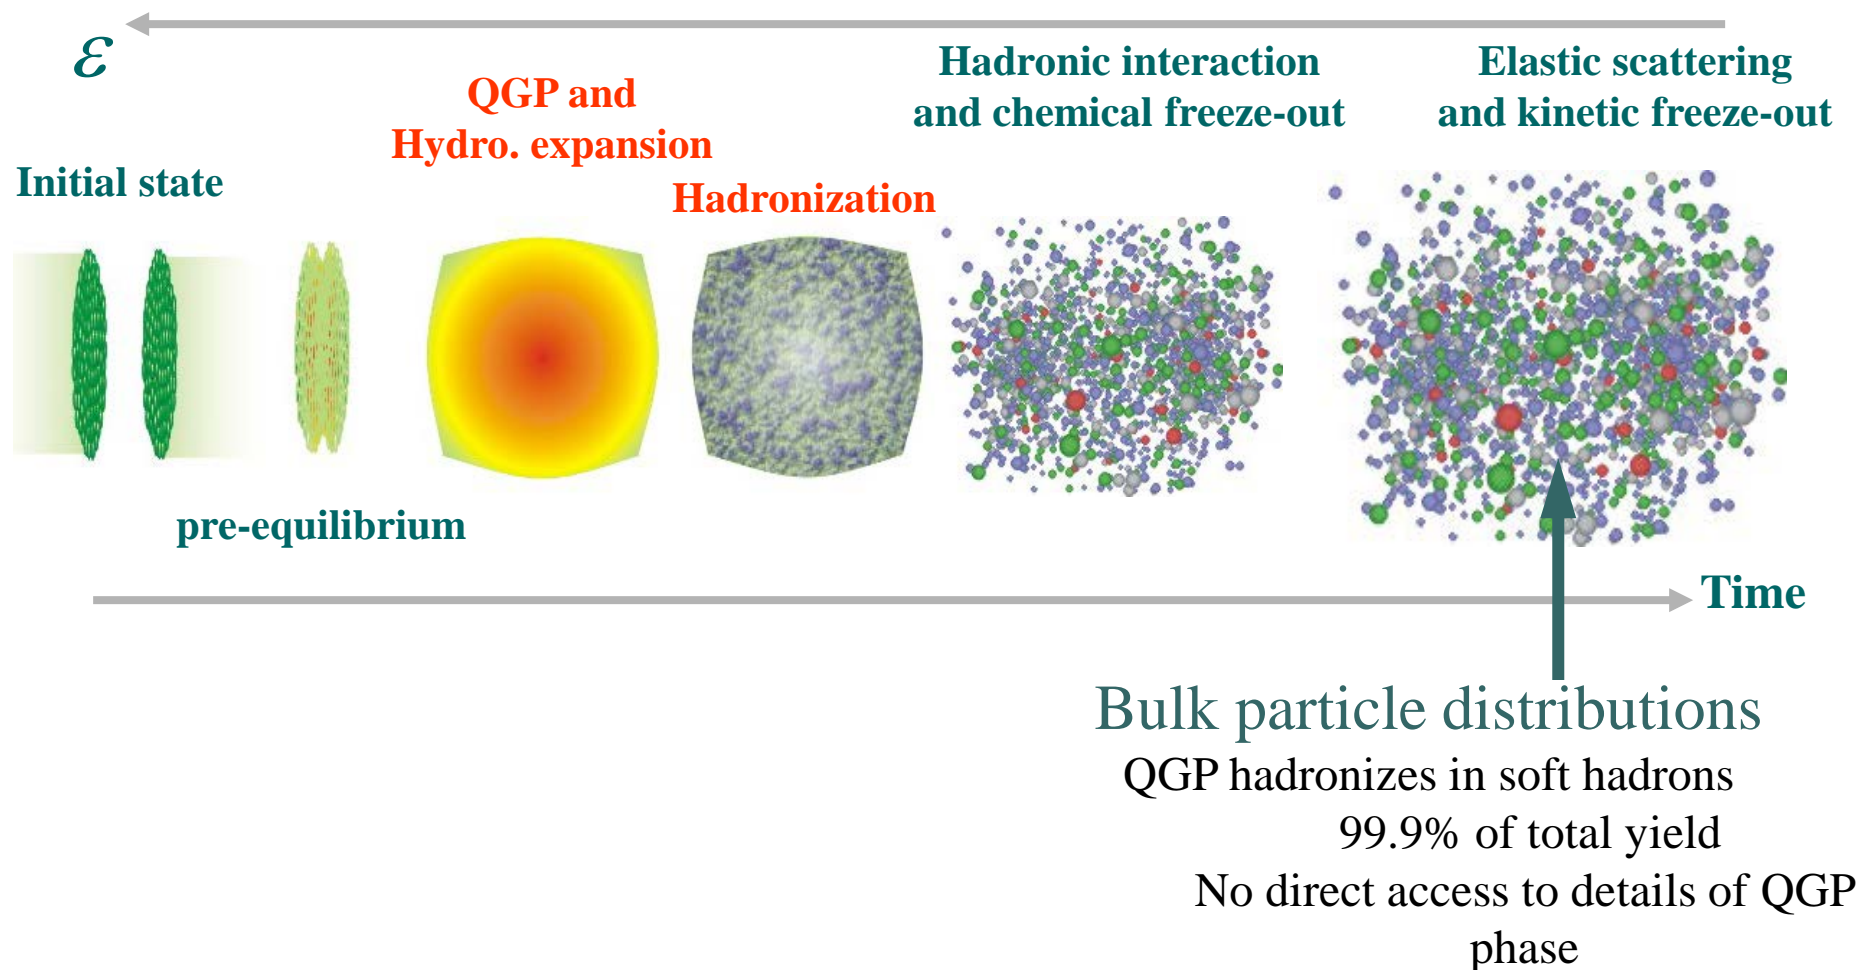 ε
Hadronic interaction
and chemical freeze-out
Elastic scattering
and kinetic freeze-out
QGP and
Hydro. expansion
Initial state
Hadronization
pre-equilibrium
Time
Bulk particle distributions
QGP hadronizes in soft hadrons
99.9% of total yield
No direct access to details of QGP
phase